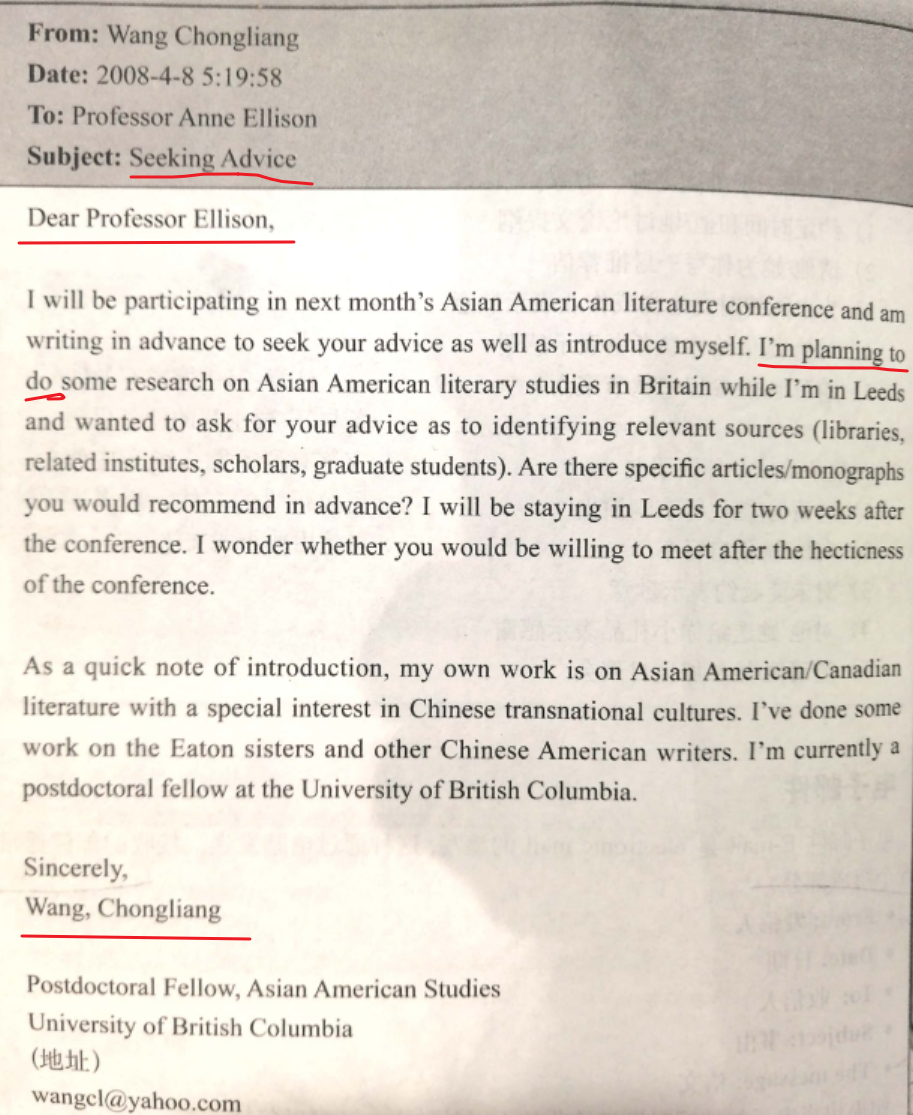 From: Wang Chongliang
Date: 2008-4-8 5:19:58
To: Professor Anne Ellison
Subject: Seeking Advice
Dear Professor Ellison,
I will be participating in next month's Asian American literature conference and am
writing in advance to seek your advice as well as introduce myself. I'm planning to
do some research on Asian American literary studies in Britain while I'm in Leeds
and wanted to ask for your advice as to identifying relevant sources (libraries,
related institutes, scholars, graduate students). Are there specific articles/monographs
you would recommend in advance? I will be staying in Leeds for two weeks after
the conference. I wonder whether you would be willing to meet after the hecticness
of the conference.
As a quick note of introduction, my own work is on Asian American/Canadian
literature with a special interest in Chinese transnational cultures. I've done some
work on the Eaton sisters and other Chinese American writers. I'm currently a
postdoctoral fellow at the University of British Columbia.
Sincerely,
Wang, Chongliang
Postdoctoral Fellow, Asian American Studies
University of British Columbia
(地址)
wangcl@yahoo.com